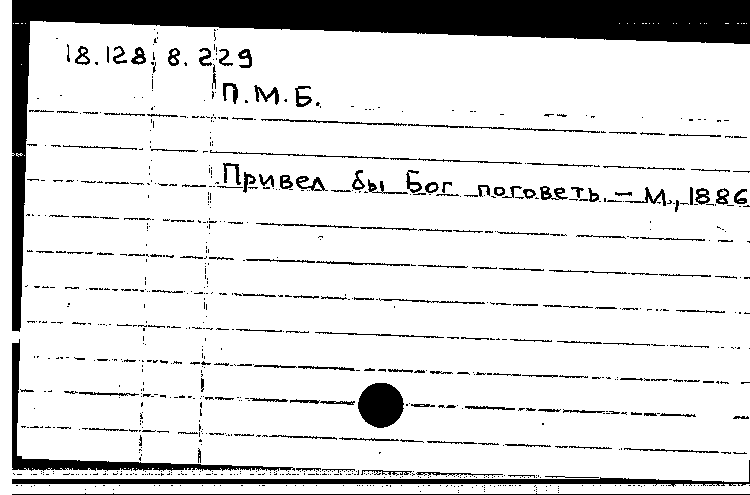 18.128.8.229
П.М.Б.
Привел бы Бог поговеть. – М., 1886